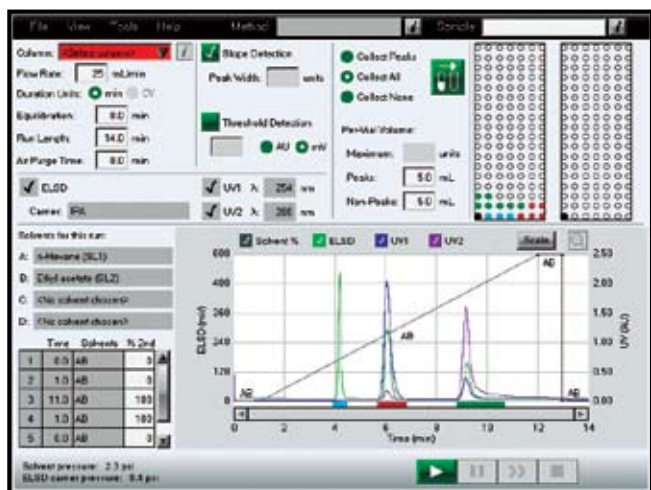 File View Tools Help Method Sample
Column: <Define column> i
Flow Rate: 25 mL/min
Duration Units: min CV
Equilibration: 8.0 min
Run Length: 14.0 min
Air Purge Time: 8.0 min
Slope Detection
Peak Width: units
Threshold Detection
AU mV
Collect Peaks
Collect All
Collect None
Per-Vial Volume:
Maximum: units
Peaks: 5.0 mL
Non-Peaks: 5.0 mL
ELSD
Carrier: IPA
UV1 λ: 254 nm
UV2 λ: nm
Solvents for this run:
A: n-Hexane (SL1)
B: Ethyl acetate (SL2)
C: <No solvent chosen>
D: <No solvent chosen>
Time Solvents % 2nd
1 0.0 AB 0
2 1.0 AB 0
3 11.0 AB 100
4 1.0 AB 100
5 0.0 AB 0
Solvent % ELSD UV1 UV2 Scale
600 480 360 240 120 0
ELSD (mV)
2.50 2.00 1.50 1.00 0.50 0.00
UV (AU)
AB AB AB AB
0 2 4 6 8 10 12 14
Time (min)
Solvent pressure: 2.3 psi
ELSD carrier pressure: psi